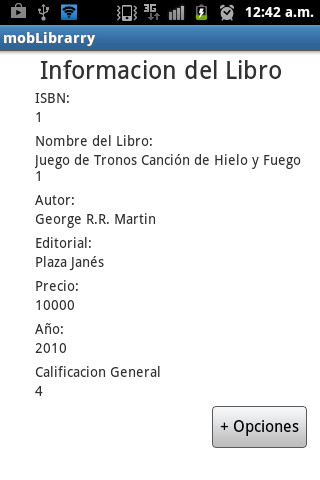 3G
12:42 a.m.
mobLibrarry
Informacion del Libro
ISBN:
1
Nombre del Libro:
Juego de Tronos Canción de Hielo y Fuego
1
Autor:
George R.R. Martin
Editorial:
Plaza Janés
Precio:
10000
Año:
2010
Calificacion General
4
+ Opciones